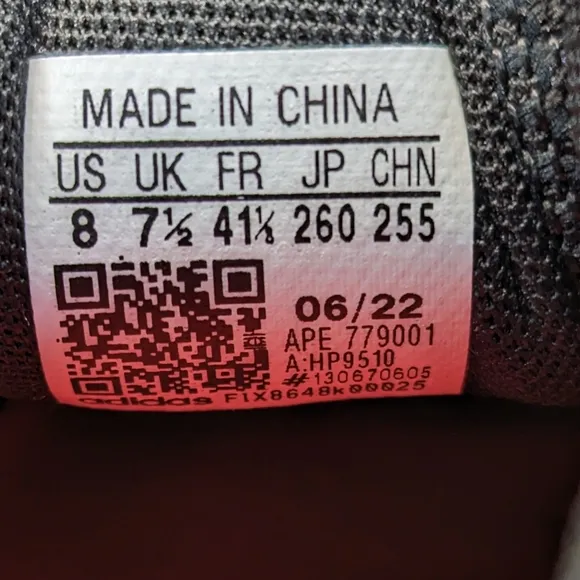 MADE IN CHINA
US UK FR JP CHN
8 7½ 41⅓ 260 255
06/22
APE 779001
A:HP9510
#130670605
adidas FIX8648k00025